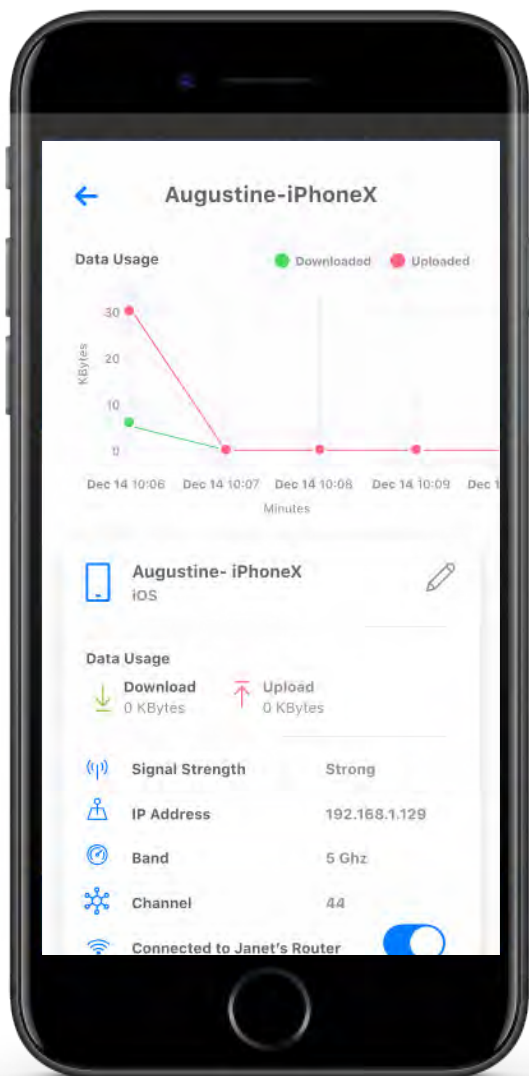 Augustine-iPhoneX
Data Usage Downloaded Uploaded
30
20
10
0
KBytes
Dec 14 10:06 Dec 14 10:07 Dec 14 10:08 Dec 14 10:09 Dec 1
Minutes
Augustine- iPhoneX
iOS
Data Usage
Download Upload
0 KBytes 0 KBytes
Signal Strength Strong
IP Address 192.168.1.129
Band 5 Ghz
Channel 44
Connected to Janet's Router